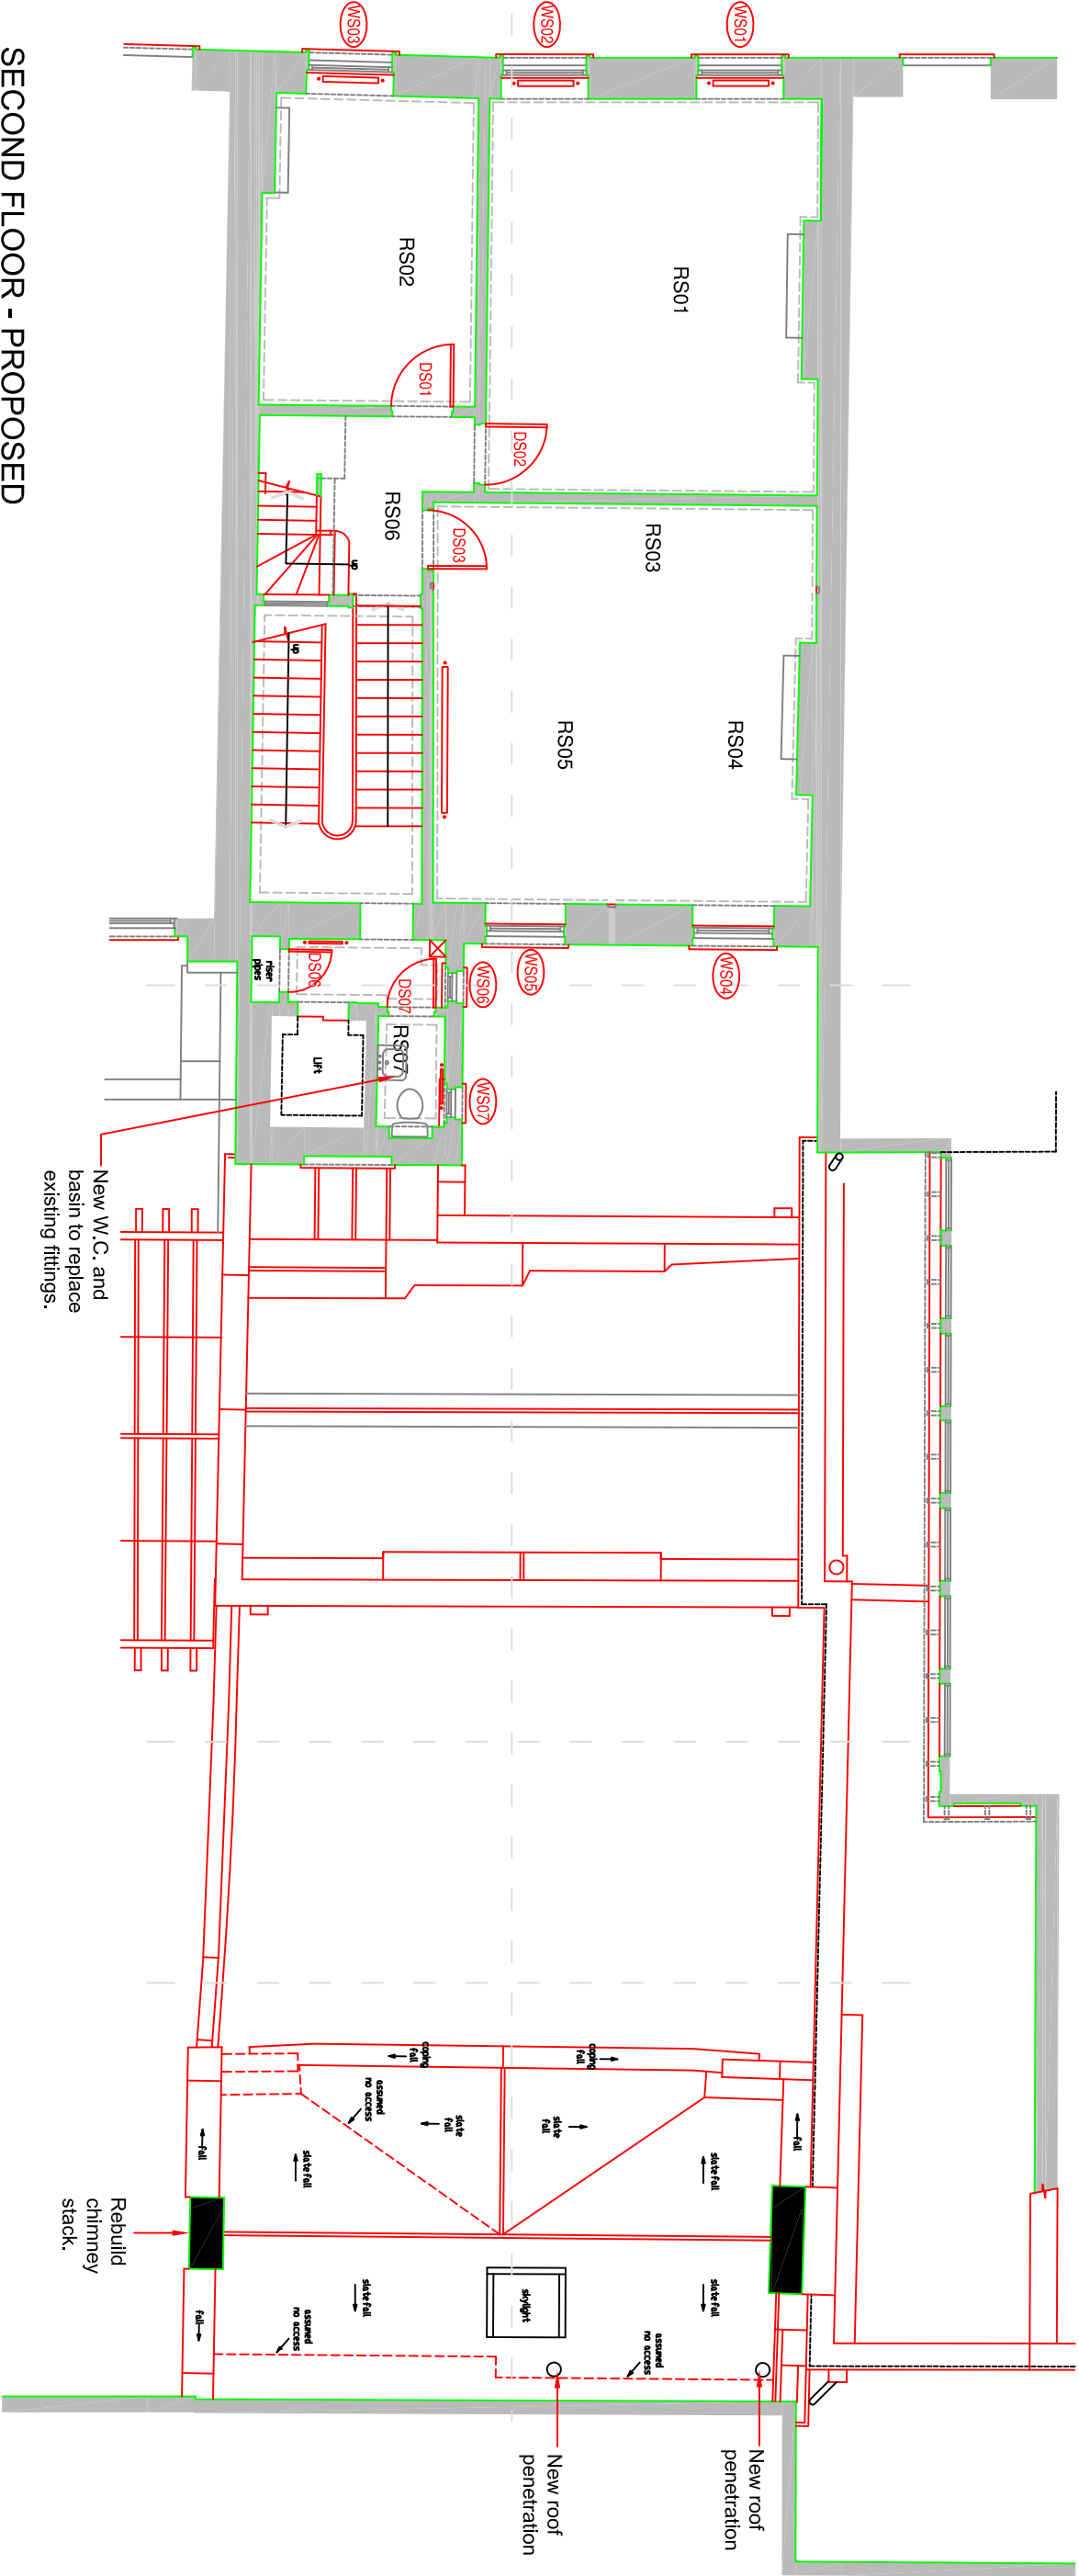 SECOND FLOOR - PROPOSED
WS03
WS02
WS01
RS02
RS01
DS01
DS02
RS06
DS03
RS03
up
up
RS05
RS04
riser
pipes
DS06
DS07
WS06
WS05
WS04
Lift
RS07
WS07
New W.C. and
basin to replace
existing fittings.
coping
fall
coping
fall
assumed
no access
slate
fall
slate
fall
fall
slate fall
slate fall
fall
Rebuild
chimney
stack.
fall
slate fall
skylight
slate fall
assumed
no access
assumed
no access
New roof
penetration
New roof
penetration